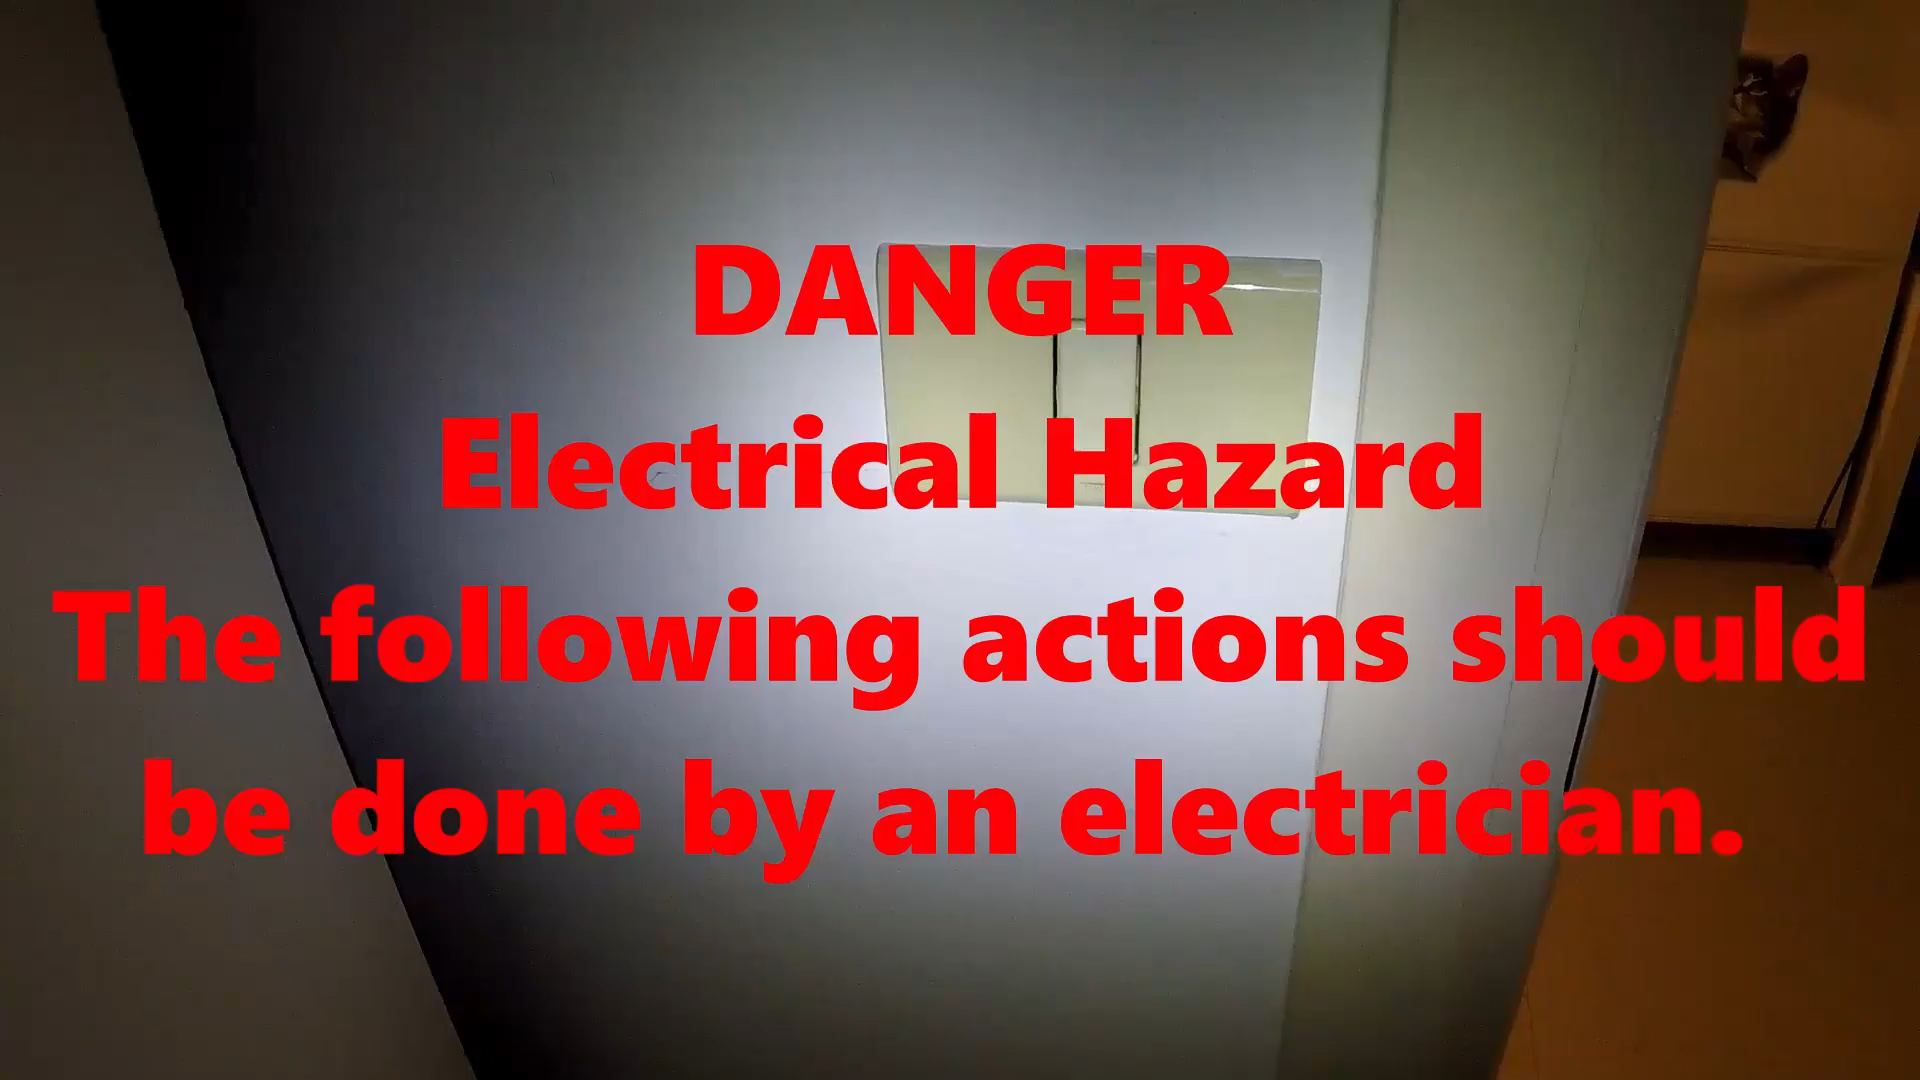 DANGER
Electrical Hazard
The following actions should
be done by an electrician.